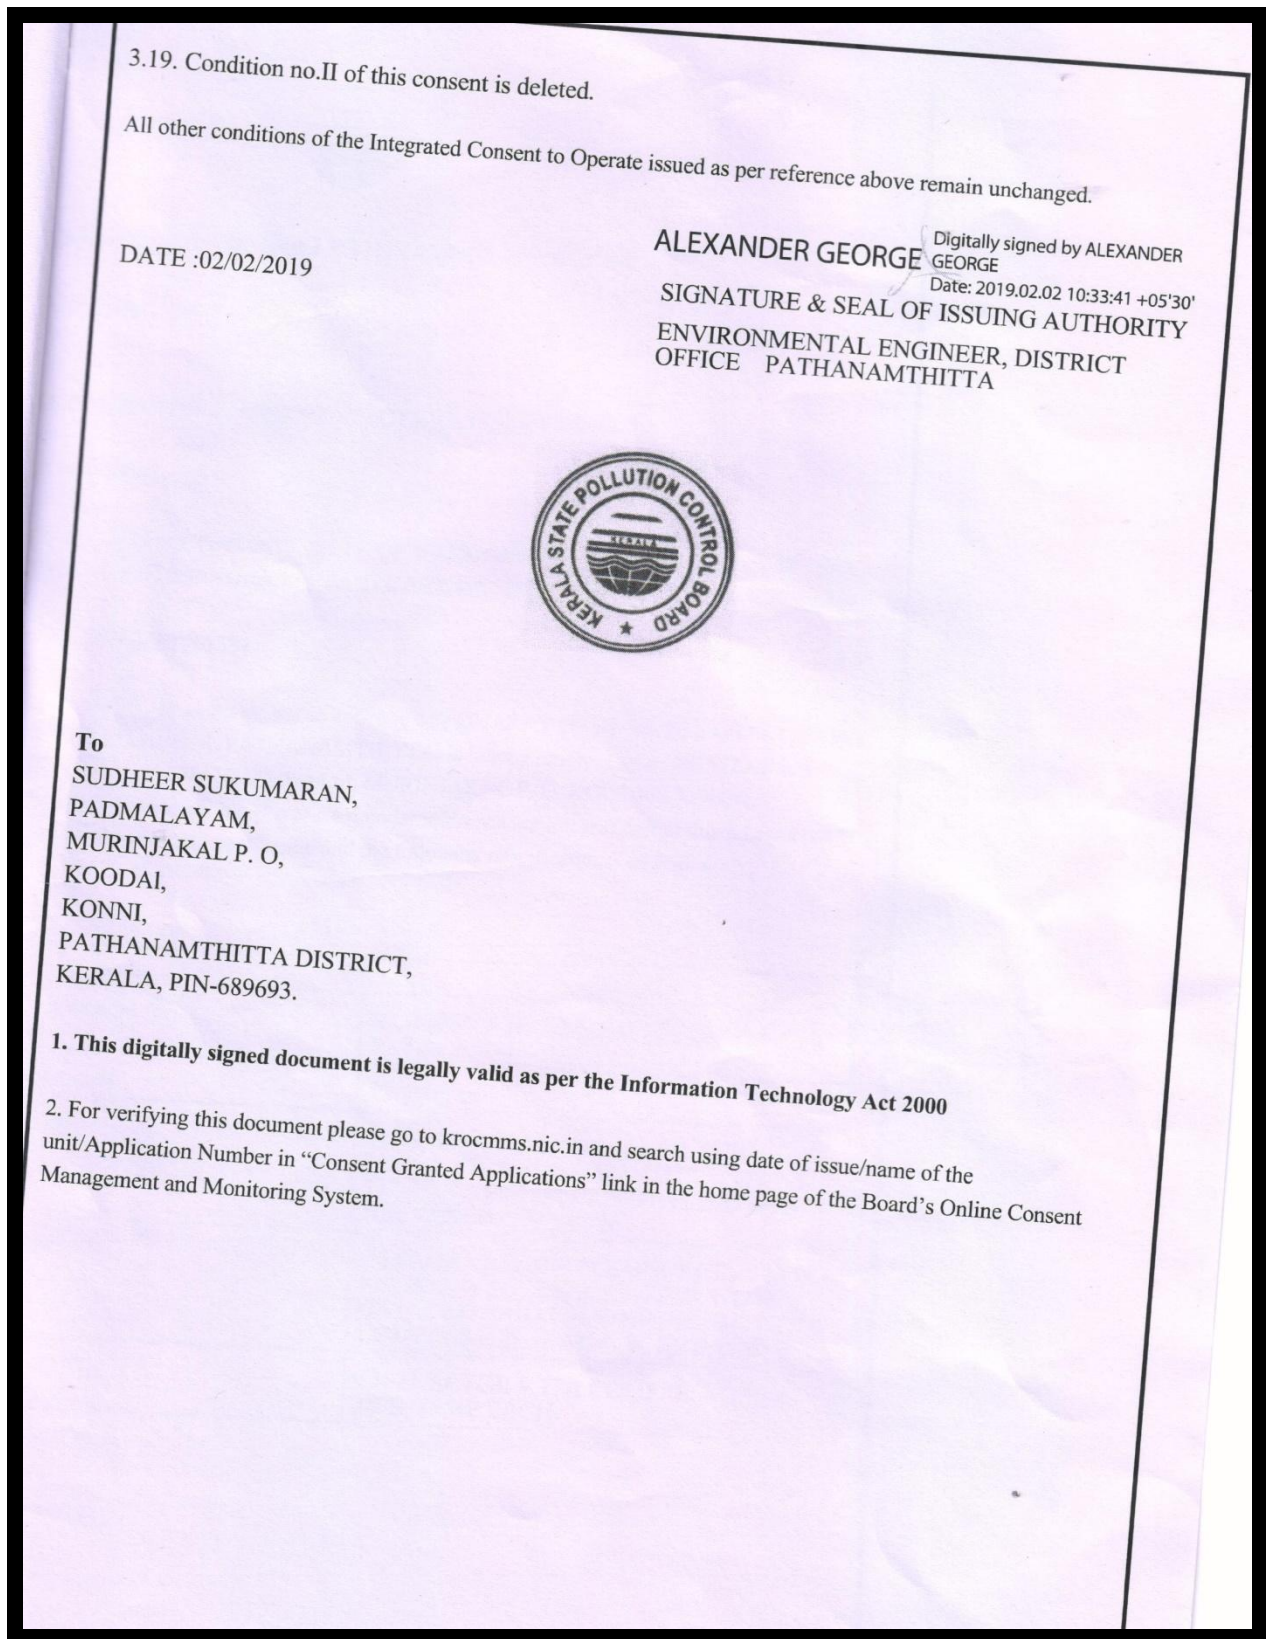 3.19. Condition no.II of this consent is deleted.
All other conditions of the Integrated Consent to Operate issued as per reference above remain unchanged.
DATE :02/02/2019
ALEXANDER GEORGE
Digitally signed by ALEXANDER
GEORGE
Date: 2019.02.02 10:33:41 +05'30'
SIGNATURE & SEAL OF ISSUING AUTHORITY
ENVIRONMENTAL ENGINEER, DISTRICT
OFFICE PATHANAMTHITTA
KERALA STATE POLLUTION CONTROL BOARD
KERALA
To
SUDHEER SUKUMARAN,
PADMALAYAM,
MURINJAKAL P. O,
KOODAl,
KONNI,
PATHANAMTHITTA DISTRICT,
KERALA, PIN-689693.
1. This digitally signed document is legally valid as per the Information Technology Act 2000
2. For verifying this document please go to krocmms.nic.in and search using date of issue/name of the
unit/Application Number in “Consent Granted Applications” link in the home page of the Board’s Online Consent
Management and Monitoring System.